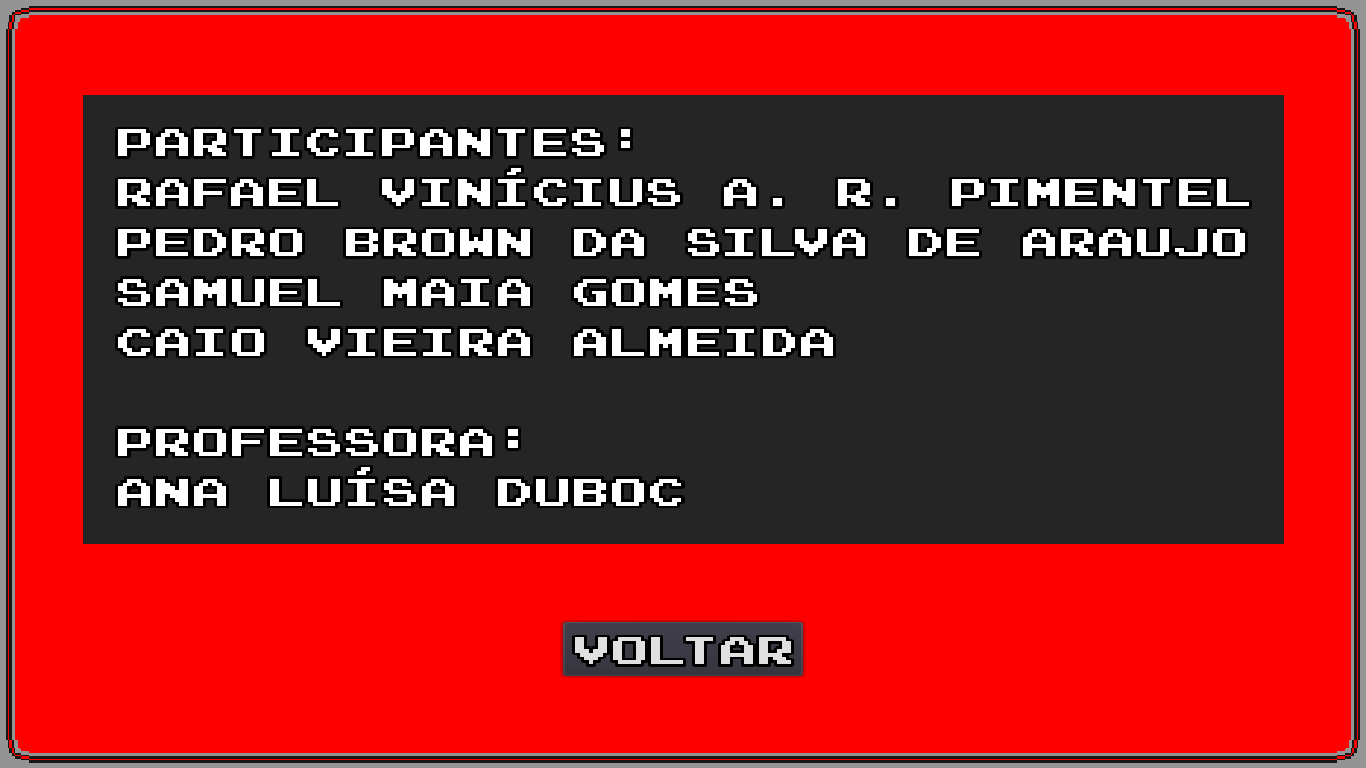 PARTICIPANTES:
RAFAEL VINÍCIUS A. R. PIMENTEL
PEDRO BROWN DA SILVA DE ARAUJO
SAMUEL MAIA GOMES
CAIO VIEIRA ALMEIDA
PROFESSORA:
ANA LUÍSA DUBOC
VOLTAR